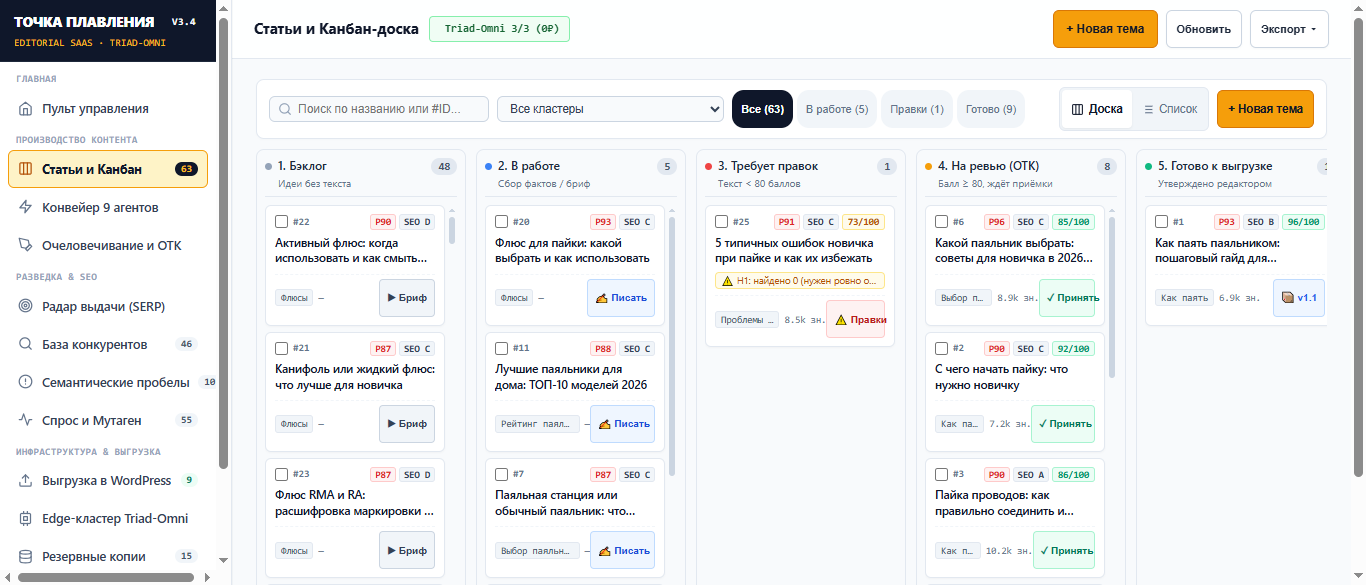 ТОЧКА ПЛАВЛЕНИЯ V3.4
EDITORIAL SAAS · TRIAD-OMNI
ГЛАВНАЯ
Пульт управления
ПРОИЗВОДСТВО КОНТЕНТА
Статьи и Канбан 63
Конвейер 9 агентов
Очеловечивание и ОТК
РАЗВЕДКА & SEO
Радар выдачи (SERP)
База конкурентов 46
Семантические пробелы 10
Спрос и Мутаген 55
ИНФРАСТРУКТУРА & ВЫГРУЗКА
Выгрузка в WordPress 9
Edge-кластер Triad-Omni
Резервные копии 15
Статьи и Канбан-доска Triad-Omni 3/3 (0₽)
+ Новая тема Обновить Экспорт
Поиск по названию или #ID... Все кластеры Все (63) В работе (5) Правки (1) Готово (9) Доска Список + Новая тема
1. Бэклог 48
Идеи без текста
#22 P90 SEO D
Активный флюс: когда
использовать и как смыть...
Флюсы — ▶ Бриф
#21 P87 SEO C
Канифоль или жидкий флюс:
что лучше для новичка
Флюсы — ▶ Бриф
#23 P87 SEO D
Флюс RMA и RA:
расшифровка маркировки ...
Флюсы — ▶ Бриф
2. В работе 5
Сбор фактов / бриф
#20 P93 SEO C
Флюс для пайки: какой
выбрать и как использовать
Флюсы — ✍ Писать
#11 P88 SEO C
Лучшие паяльники для
дома: ТОП-10 моделей 2026
Рейтинг паял… — ✍ Писать
#7 P87 SEO C
Паяльная станция или
обычный паяльник: что...
Выбор паяльн… — ✍ Писать
3. Требует правок 1
Текст < 80 баллов
#25 P91 SEO C 73/100
5 типичных ошибок новичка
при пайке и как их избежать
⚠ H1: найдено 0 (нужен ровно о...
Проблемы … 8.5k зн. ⚠ Правки
4. На ревью (ОТК) 8
Балл ≥ 80, ждёт приёмки
#6 P96 SEO C 85/100
Какой паяльник выбрать:
советы для новичка в 2026...
Выбор п… 8.9k зн. ✓ Принять
#2 P90 SEO C 92/100
С чего начать пайку: что
нужно новичку
Как па… 7.2k зн. ✓ Принять
#3 P90 SEO A 86/100
Пайка проводов: как
правильно соединить и...
Как п… 10.2k зн. ✓ Принять
5. Готово к выгрузке 1
Утверждено редактором
#1 P93 SEO B 96/100
Как паять паяльником:
пошаговый гайд для...
Как паять 6.9k зн. 📦 v1.1